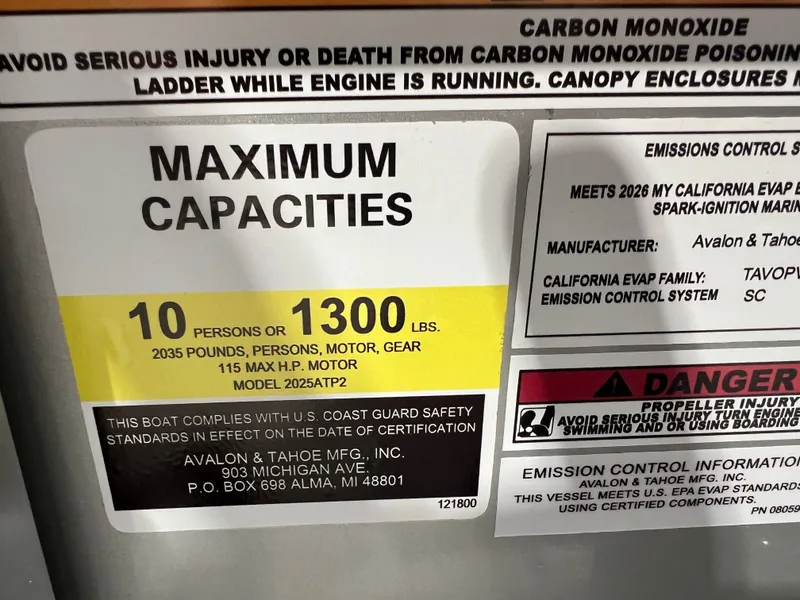 CARBON MONOXIDE
AVOID SERIOUS INJURY OR DEATH FROM CARBON MONOXIDE POISONIN
LADDER WHILE ENGINE IS RUNNING. CANOPY ENCLOSURES
MAXIMUM
CAPACITIES
10 PERSONS OR 1300 LBS.
2035 POUNDS, PERSONS, MOTOR, GEAR
115 MAX H.P. MOTOR
MODEL 2025ATP2
THIS BOAT COMPLIES WITH U.S. COAST GUARD SAFETY
STANDARDS IN EFFECT ON THE DATE OF CERTIFICATION
AVALON & TAHOE MFG., INC.
903 MICHIGAN AVE.
P.O. BOX 698 ALMA, MI 48801
121800
EMISSIONS CONTROL S
MEETS 2026 MY CALIFORNIA EVAP E
SPARK-IGNITION MARIN
MANUFACTURER: Avalon & Tahoe
CALIFORNIA EVAP FAMILY: TAVOPV
EMISSION CONTROL SYSTEM SC
DANGER
PROPELLER INJURY
AVOID SERIOUS INJURY TURN ENGINE
SWIMMING AND OR USING BOARDING
EMISSION CONTROL INFORMATIO
AVALON & TAHOE MFG. INC.
THIS VESSEL MEETS U.S. EPA EVAP STANDARDS
USING CERTIFIED COMPONENTS.
PN 08059